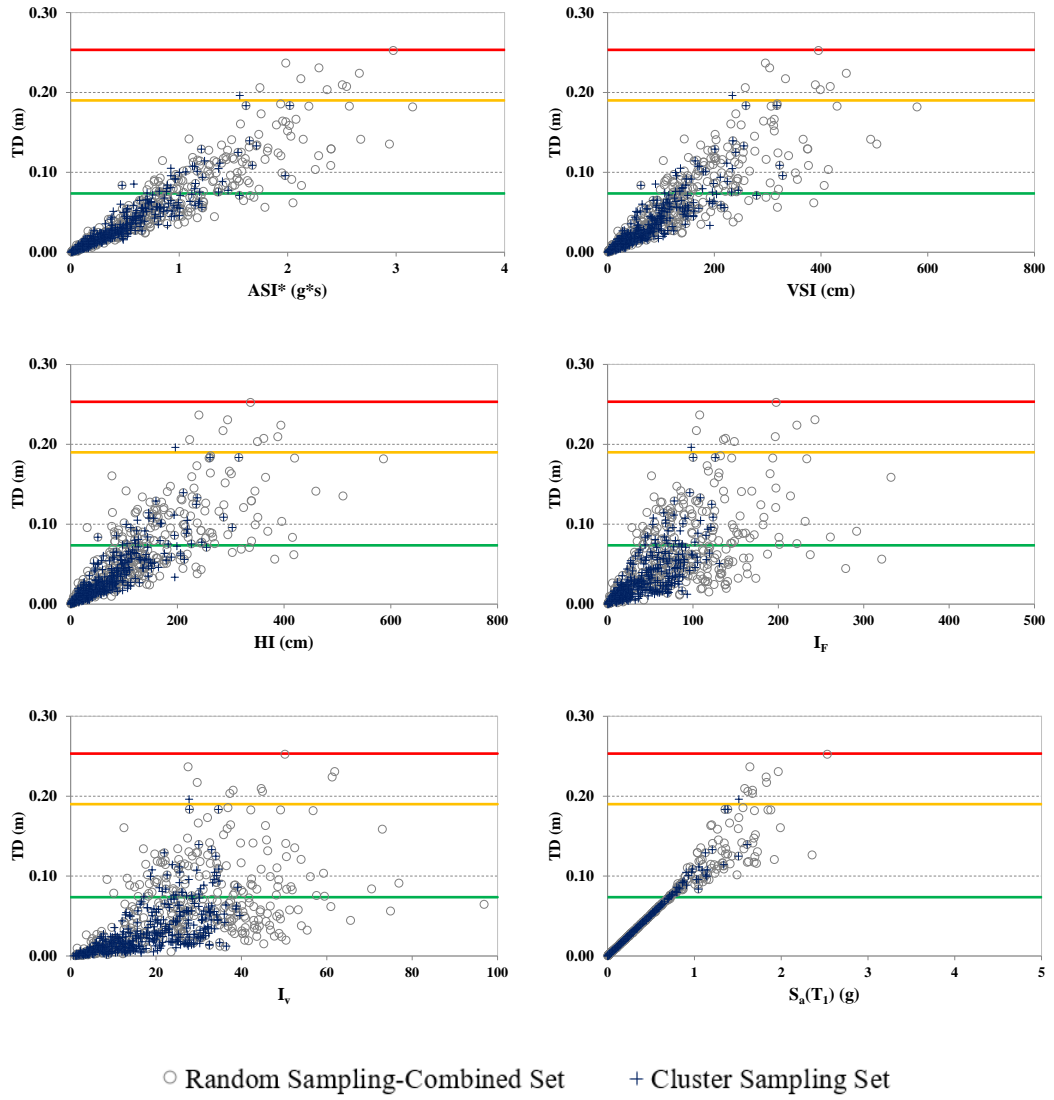 0.30 0.30
0.20 0.20
TD (m) TD (m)
0.10 0.10
0.00 0.00
0 1 2 3 4 0 200 400 600 800
ASI* (g*s) VSI (cm)
0.30 0.30
0.20 0.20
TD (m) TD (m)
0.10 0.10
0.00 0.00
0 200 400 600 800 0 100 200 300 400 500
HI (cm) I_F
0.30 0.30
0.20 0.20
TD (m) TD (m)
0.10 0.10
0.00 0.00
0 20 40 60 80 100 0 1 2 3 4 5
I_v S_a(T_1) (g)
Random Sampling-Combined Set Cluster Sampling Set